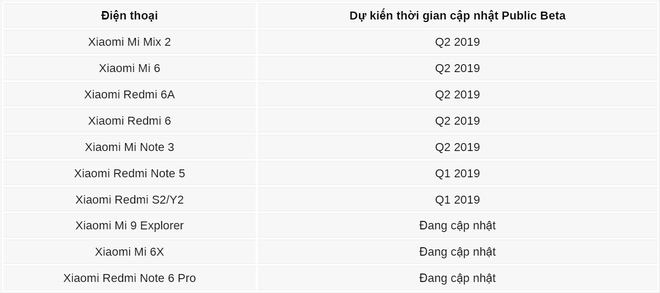 Điện thoại Dự kiến thời gian cập nhật Public Beta
Xiaomi Mi Mix 2 Q2 2019
Xiaomi Mi 6 Q2 2019
Xiaomi Redmi 6A Q2 2019
Xiaomi Redmi 6 Q2 2019
Xiaomi Mi Note 3 Q2 2019
Xiaomi Redmi Note 5 Q1 2019
Xiaomi Redmi S2/Y2 Q1 2019
Xiaomi Mi 9 Explorer Đang cập nhật
Xiaomi Mi 6X Đang cập nhật
Xiaomi Redmi Note 6 Pro Đang cập nhật